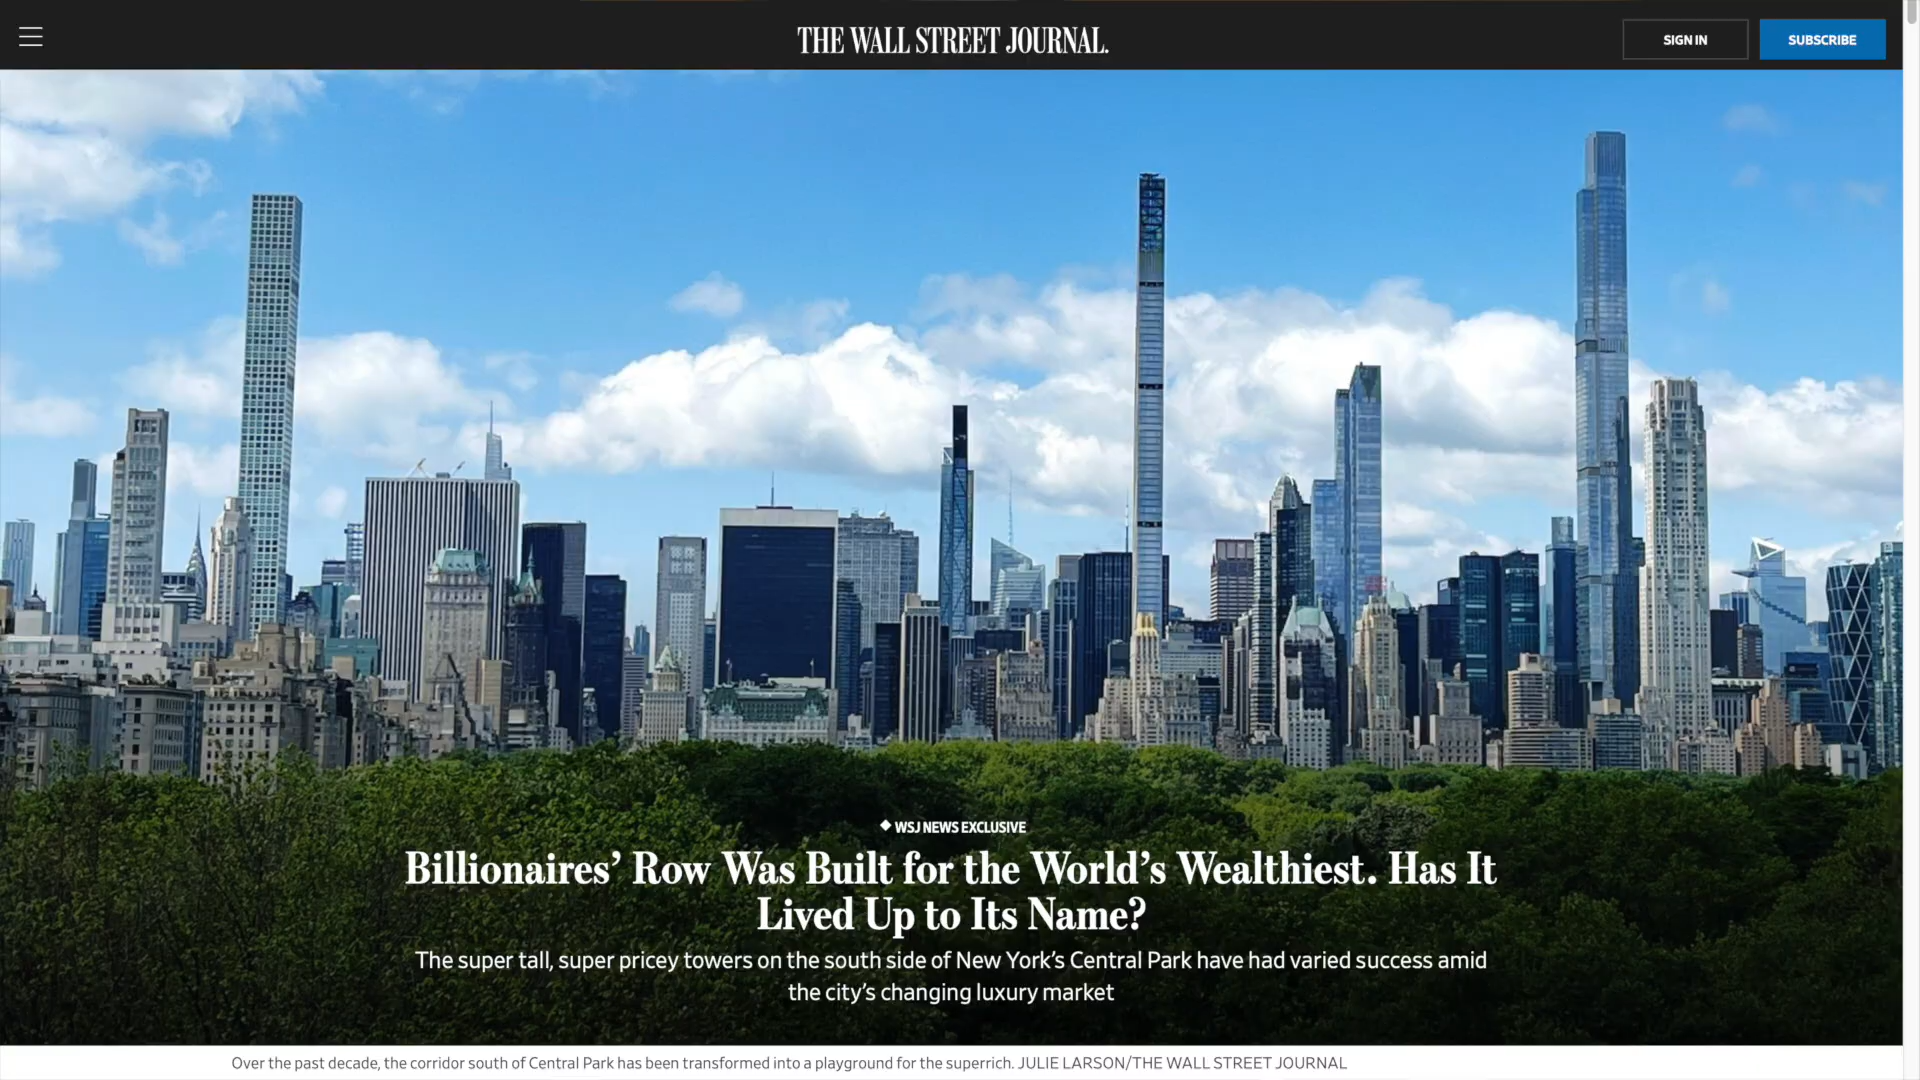 THE WALL STREET JOURNAL.
SIGN IN
SUBSCRIBE
WSJ NEWS EXCLUSIVE
Billionaires’ Row Was Built for the World’s Wealthiest. Has It
Lived Up to Its Name?
The super tall, super pricey towers on the south side of New York’s Central Park have had varied success amid
the city’s changing luxury market
Over the past decade, the corridor south of Central Park has been transformed into a playground for the superrich. JULIE LARSON/THE WALL STREET JOURNAL